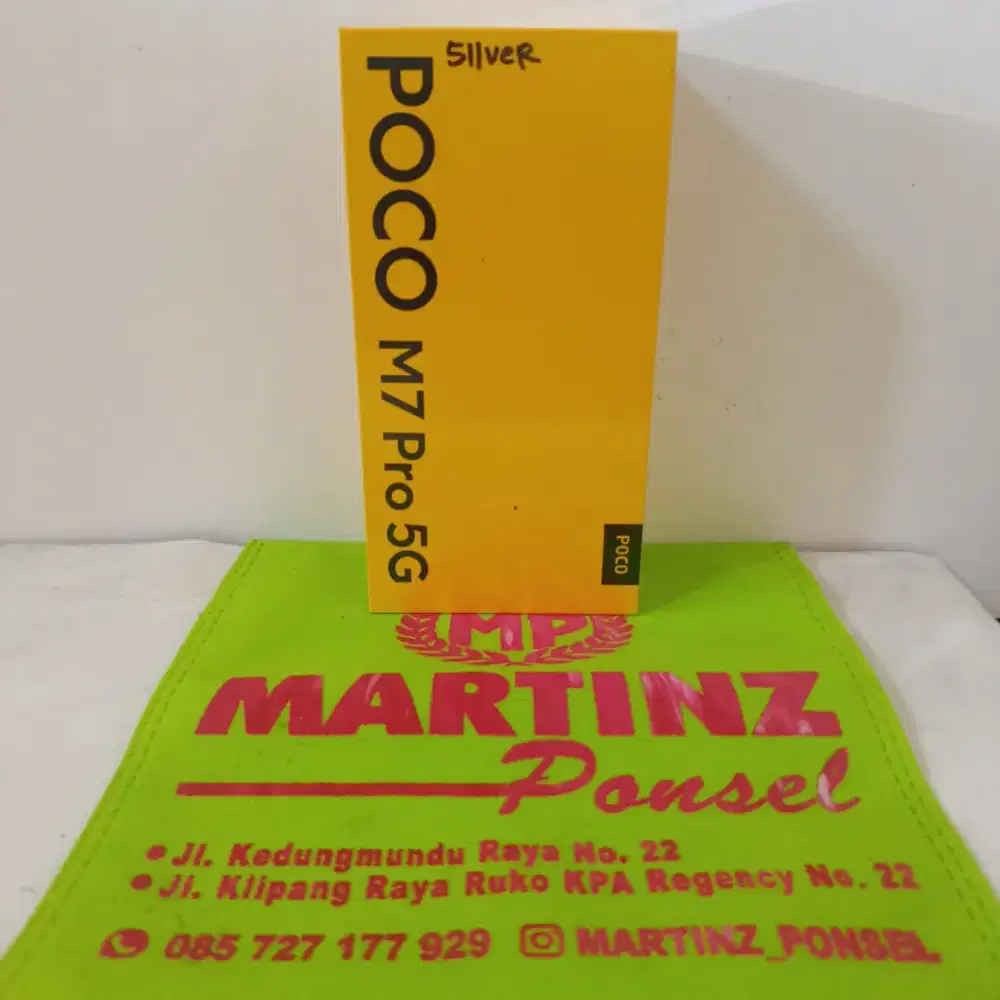 SIlveR
POCO M7 Pro 5G
POCO
MP
MARTINZ
Ponsel
• Jl. Kedungmundu Raya No. 22
• Jl. Klipang Raya Ruko KPA Regency No. 22
085 727 177 929 MARTINZ_PONSEL